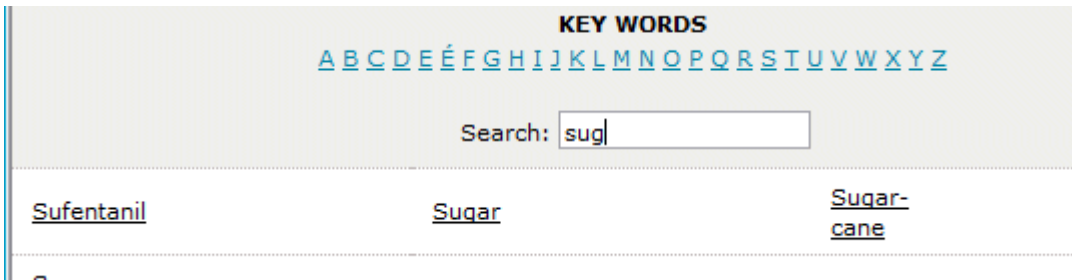 KEY WORDS
A B C D E É F G H I J K L M N O P Q R S T U V W X Y Z
Search: sug
Sufentanil Sugar Sugar-
cane